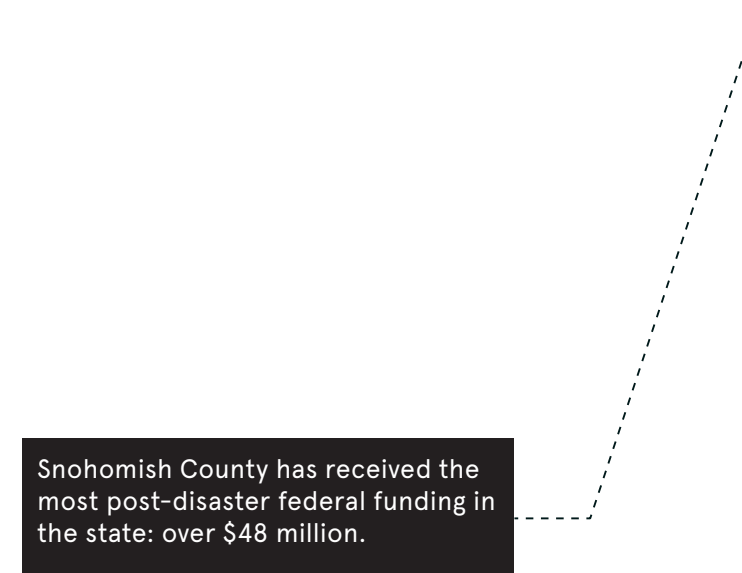 Snohomish County has received the
most post-disaster federal funding in
the state: over $48 million.